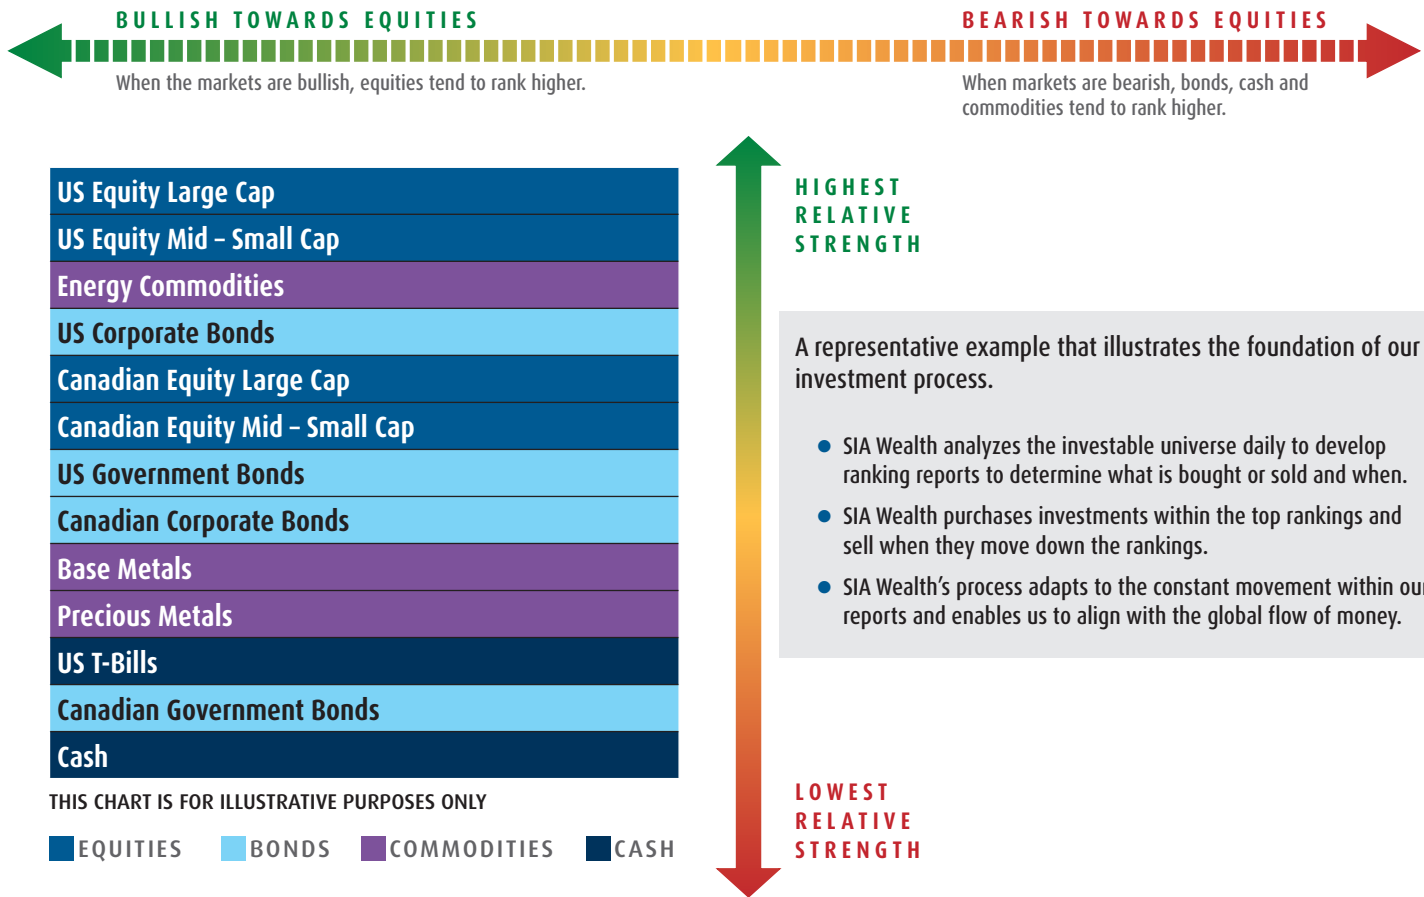 BULLISH TOWARDS EQUITIES
When the markets are bullish, equities tend to rank higher.
BEARISH TOWARDS EQUITIES
When markets are bearish, bonds, cash and
commodities tend to rank higher.
US Equity Large Cap
US Equity Mid – Small Cap
Energy Commodities
US Corporate Bonds
Canadian Equity Large Cap
Canadian Equity Mid – Small Cap
US Government Bonds
Canadian Corporate Bonds
Base Metals
Precious Metals
US T-Bills
Canadian Government Bonds
Cash
THIS CHART IS FOR ILLUSTRATIVE PURPOSES ONLY
EQUITIES BONDS COMMODITIES CASH
HIGHEST
RELATIVE
STRENGTH
A representative example that illustrates the foundation of our
investment process.
● SIA Wealth analyzes the investable universe daily to develop
ranking reports to determine what is bought or sold and when.
● SIA Wealth purchases investments within the top rankings and
sell when they move down the rankings.
● SIA Wealth’s process adapts to the constant movement within our
reports and enables us to align with the global flow of money.
LOWEST
RELATIVE
STRENGTH